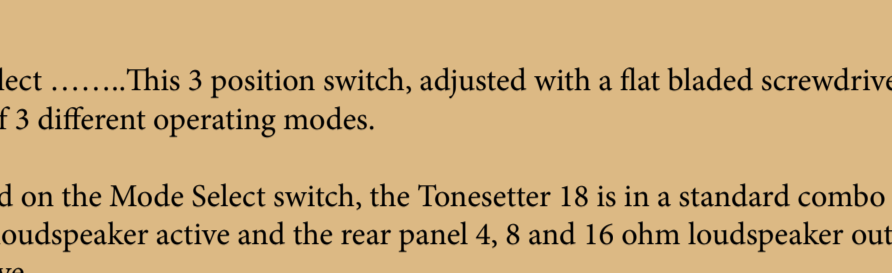 lect ……..This 3 position switch, adjusted with a flat bladed screwdrive
f 3 different operating modes.
d on the Mode Select switch, the Tonesetter 18 is in a standard combo
loudspeaker active and the rear panel 4, 8 and 16 ohm loudspeaker out